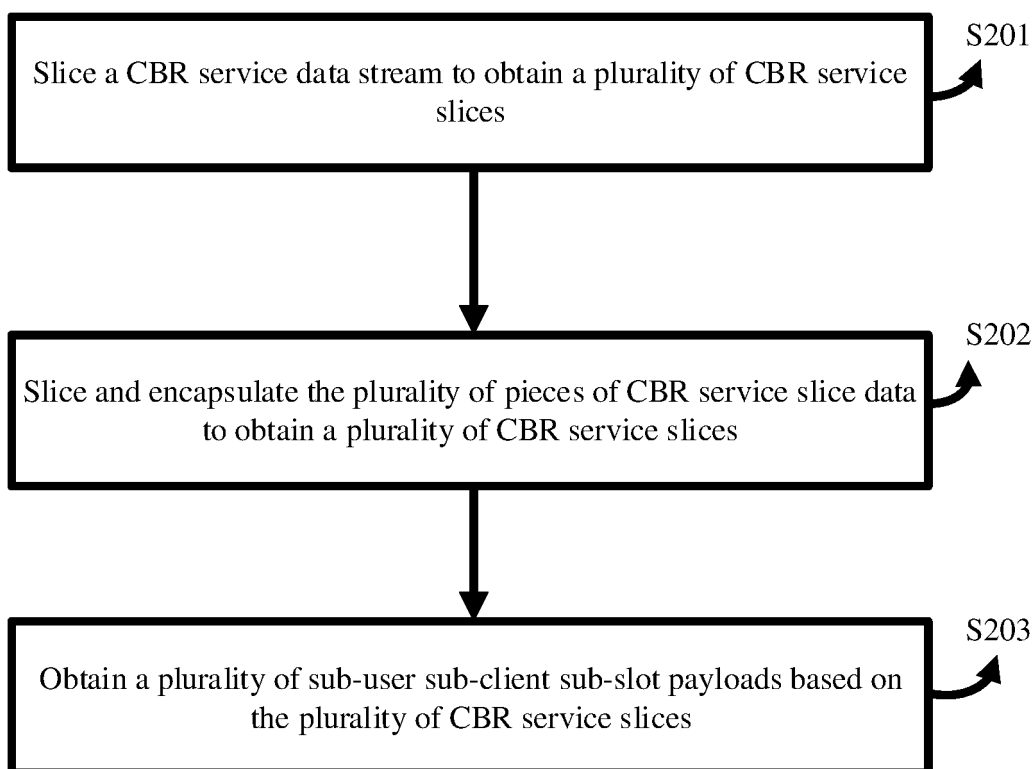 S201
Slice a CBR service data stream to obtain a plurality of CBR service
slices
S202
Slice and encapsulate the plurality of pieces of CBR service slice data
to obtain a plurality of CBR service slices
S203
Obtain a plurality of sub-user sub-client sub-slot payloads based on
the plurality of CBR service slices